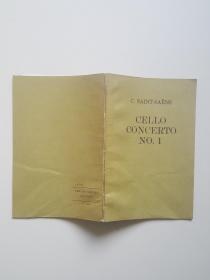 C. SAINT-SAËNS
CELLO
CONCERTO
NO. 1